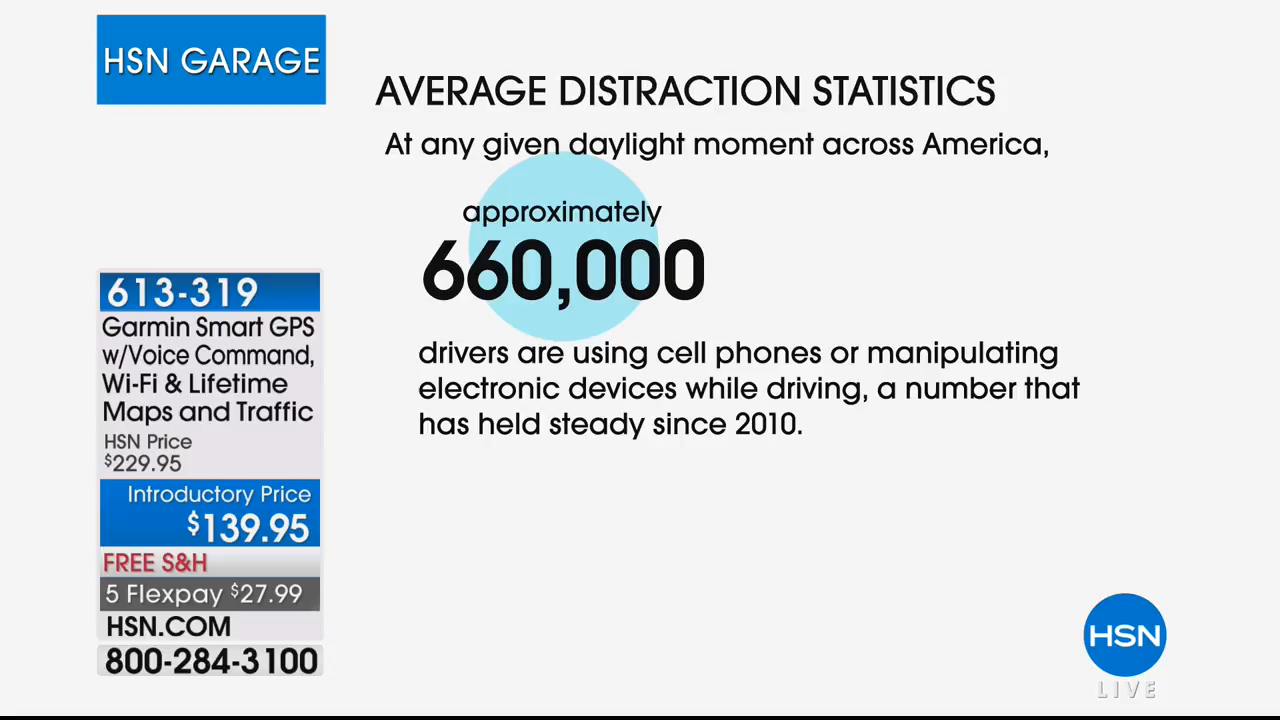 HSN GARAGE
AVERAGE DISTRACTION STATISTICS
At any given daylight moment across America,
approximately
660,000
drivers are using cell phones or manipulating
electronic devices while driving, a number that
has held steady since 2010.
613-319
Garmin Smart GPS
w/Voice Command,
Wi-Fi & Lifetime
Maps and Traffic
HSN Price
$229.95
Introductory Price
$139.95
FREE S&H
5 Flexpay $27.99
HSN.COM
800-284-3100
HSN
LIVE